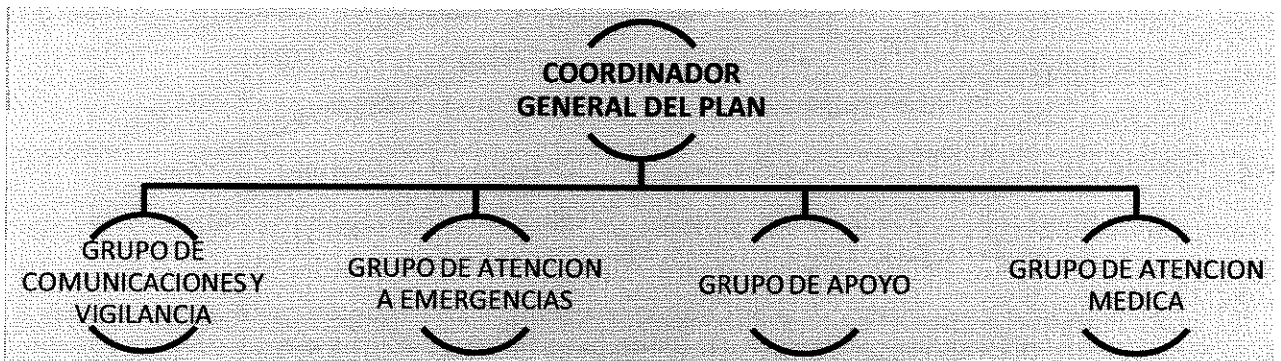 COORDINADOR
GENERAL DEL PLAN
GRUPO DE
COMUNICACIONES Y
VIGILANCIA
GRUPO DE ATENCION
A EMERGENCIAS
GRUPO DE APOYO
GRUPO DE ATENCION
MEDICA